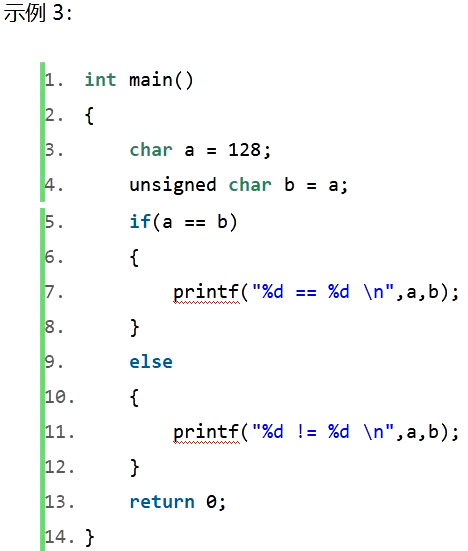 示例 3：
1. int main()
2. {
3. char a = 128;
4. unsigned char b = a;
5. if(a == b)
6. {
7. printf("%d == %d \n",a,b);
8. }
9. else
10. {
11. printf("%d != %d \n",a,b);
12. }
13. return 0;
14. }